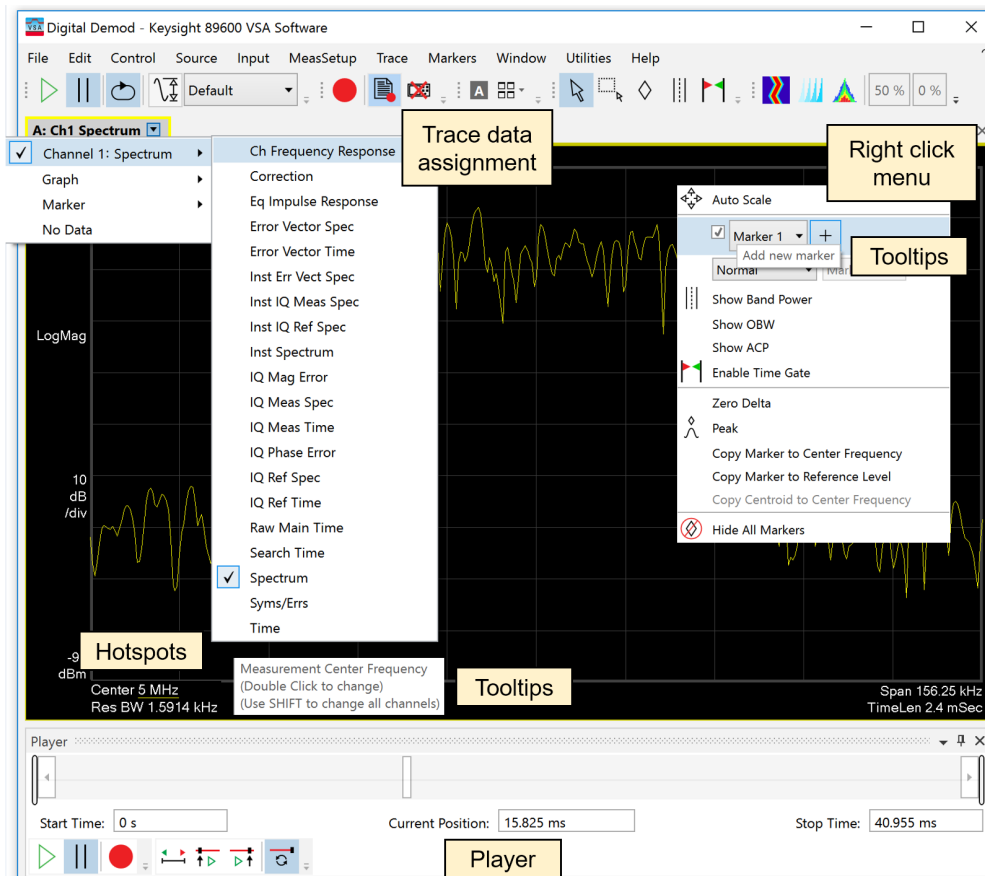 VSA Digital Demod - Keysight 89600 VSA Software
File Edit Control Source Input MeasSetup Trace Markers Window Utilities Help
Default A 50 % 0 %
A: Ch1 Spectrum
Channel 1: Spectrum
Graph
Marker
No Data
Ch Frequency Response
Correction
Eq Impulse Response
Error Vector Spec
Error Vector Time
Inst Err Vect Spec
Inst IQ Meas Spec
Inst IQ Ref Spec
Inst Spectrum
IQ Mag Error
IQ Meas Spec
IQ Meas Time
IQ Phase Error
IQ Ref Spec
IQ Ref Time
Raw Main Time
Search Time
Spectrum
Syms/Errs
Time
Trace data
assignment
Right click
menu
Auto Scale
Marker 1
Add new marker
Tooltips
Normal
Show Band Power
Show OBW
Show ACP
Enable Time Gate
Zero Delta
Peak
Copy Marker to Center Frequency
Copy Marker to Reference Level
Copy Centroid to Center Frequency
Hide All Markers
LogMag
10
dB
/div
dBm
Hotspots
Measurement Center Frequency
(Double Click to change)
(Use SHIFT to change all channels)
Tooltips
Center 5 MHz
Res BW 1.5914 kHz
Span 156.25 kHz
TimeLen 2.4 mSec
Player
Start Time: 0 s
Current Position: 15.825 ms
Stop Time: 40.955 ms
Player